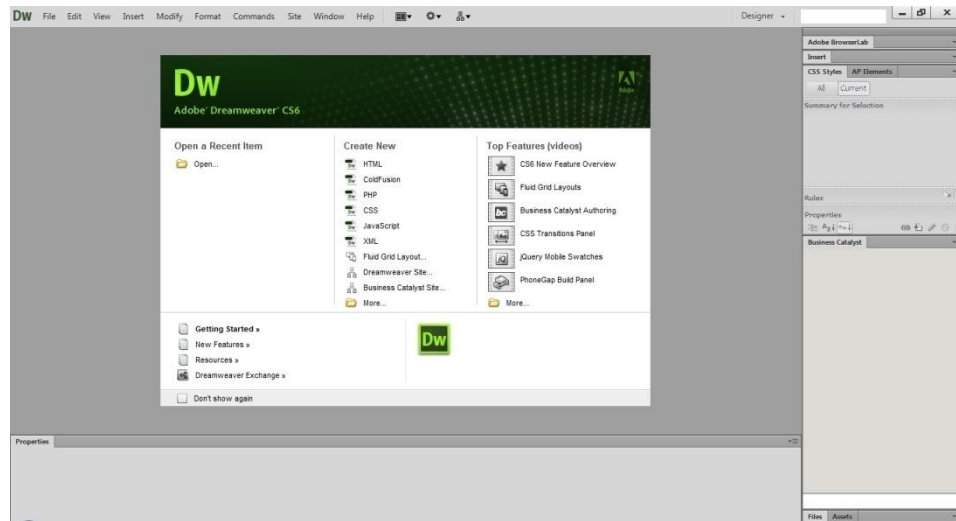 DW File Edit View Insert Modify Format Commands Site Window Help Designer
Adobe BrowserLab
Insert
CSS Styles AP Elements
All Current
Summary for Selection
Rules
Properties
Business Catalyst
Files Assets
Dw
Adobe® Dreamweaver® CS6
Adobe
Open a Recent Item
Open...
Create New
HTML
ColdFusion
PHP
CSS
JavaScript
XML
Fluid Grid Layout...
Dreamweaver Site...
Business Catalyst Site...
More...
Top Features (videos)
CS6 New Feature Overview
Fluid Grid Layouts
Business Catalyst Authoring
CSS Transitions Panel
jQuery Mobile Swatches
PhoneGap Build Panel
More...
Getting Started »
New Features »
Resources »
Dreamweaver Exchange »
Dw
Don't show again
Properties